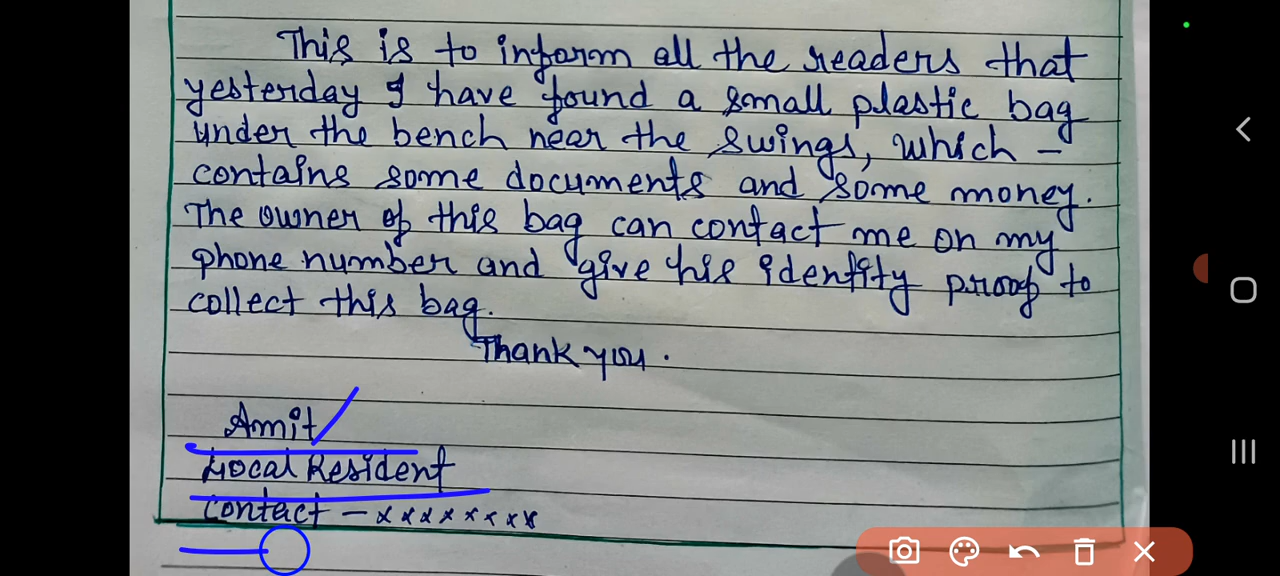 This is to inform all the readers that
yesterday I have found a small plastic bag
under the bench near the swings, which -
contains some documents and some money.
The owner of this bag can contact me on my
phone number and give his identity proof to
collect this bag.
Thank you.
Amit
Local Resident
contact - xxxxxxxx